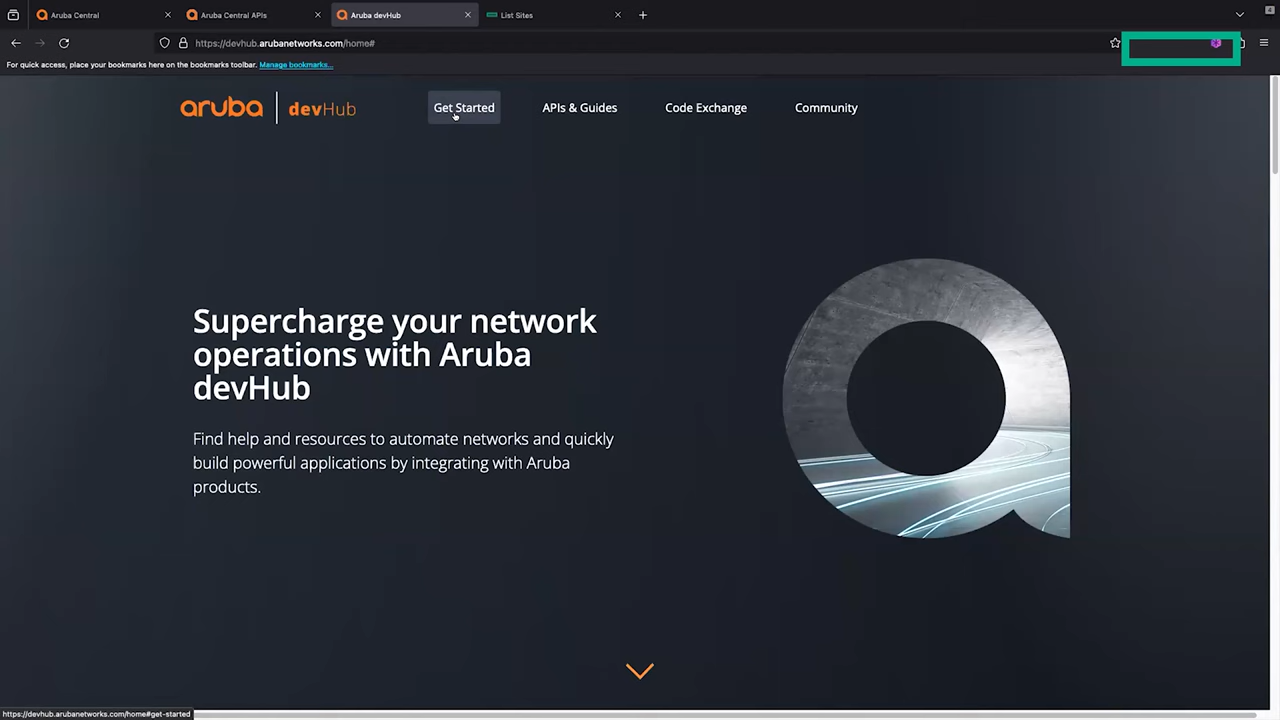 Aruba Central
Aruba Central APIs
Aruba devHub
List Sites
4
https://devhub.arubanetworks.com/home#
For quick access, place your bookmarks here on the bookmarks toolbar. Manage bookmarks...
aruba devHub
Get Started
APIs & Guides
Code Exchange
Community
Supercharge your network
operations with Aruba
devHub
Find help and resources to automate networks and quickly
build powerful applications by integrating with Aruba
products.
https://devhub.arubanetworks.com/home#get-started